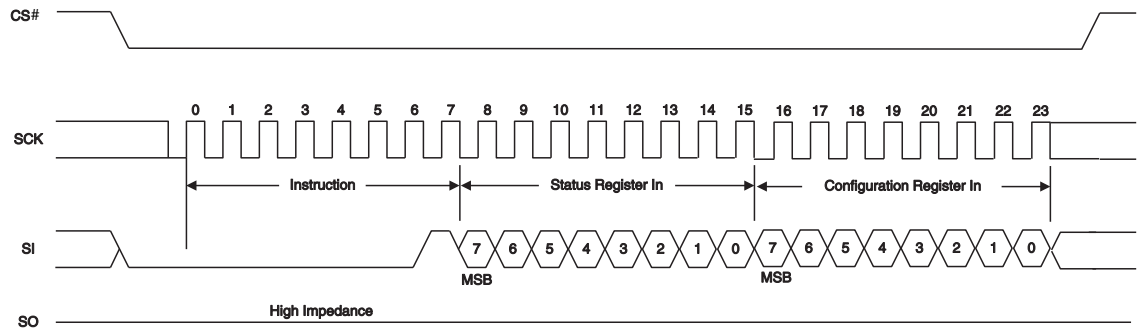 CS#
0 1 2 3 4 5 6 7 8 9 10 11 12 13 14 15 16 17 18 19 20 21 22 23
SCK
Instruction Status Register In Configuration Register In
SI 7 6 5 4 3 2 1 0 7 6 5 4 3 2 1 0
MSB MSB
High Impedance
SO